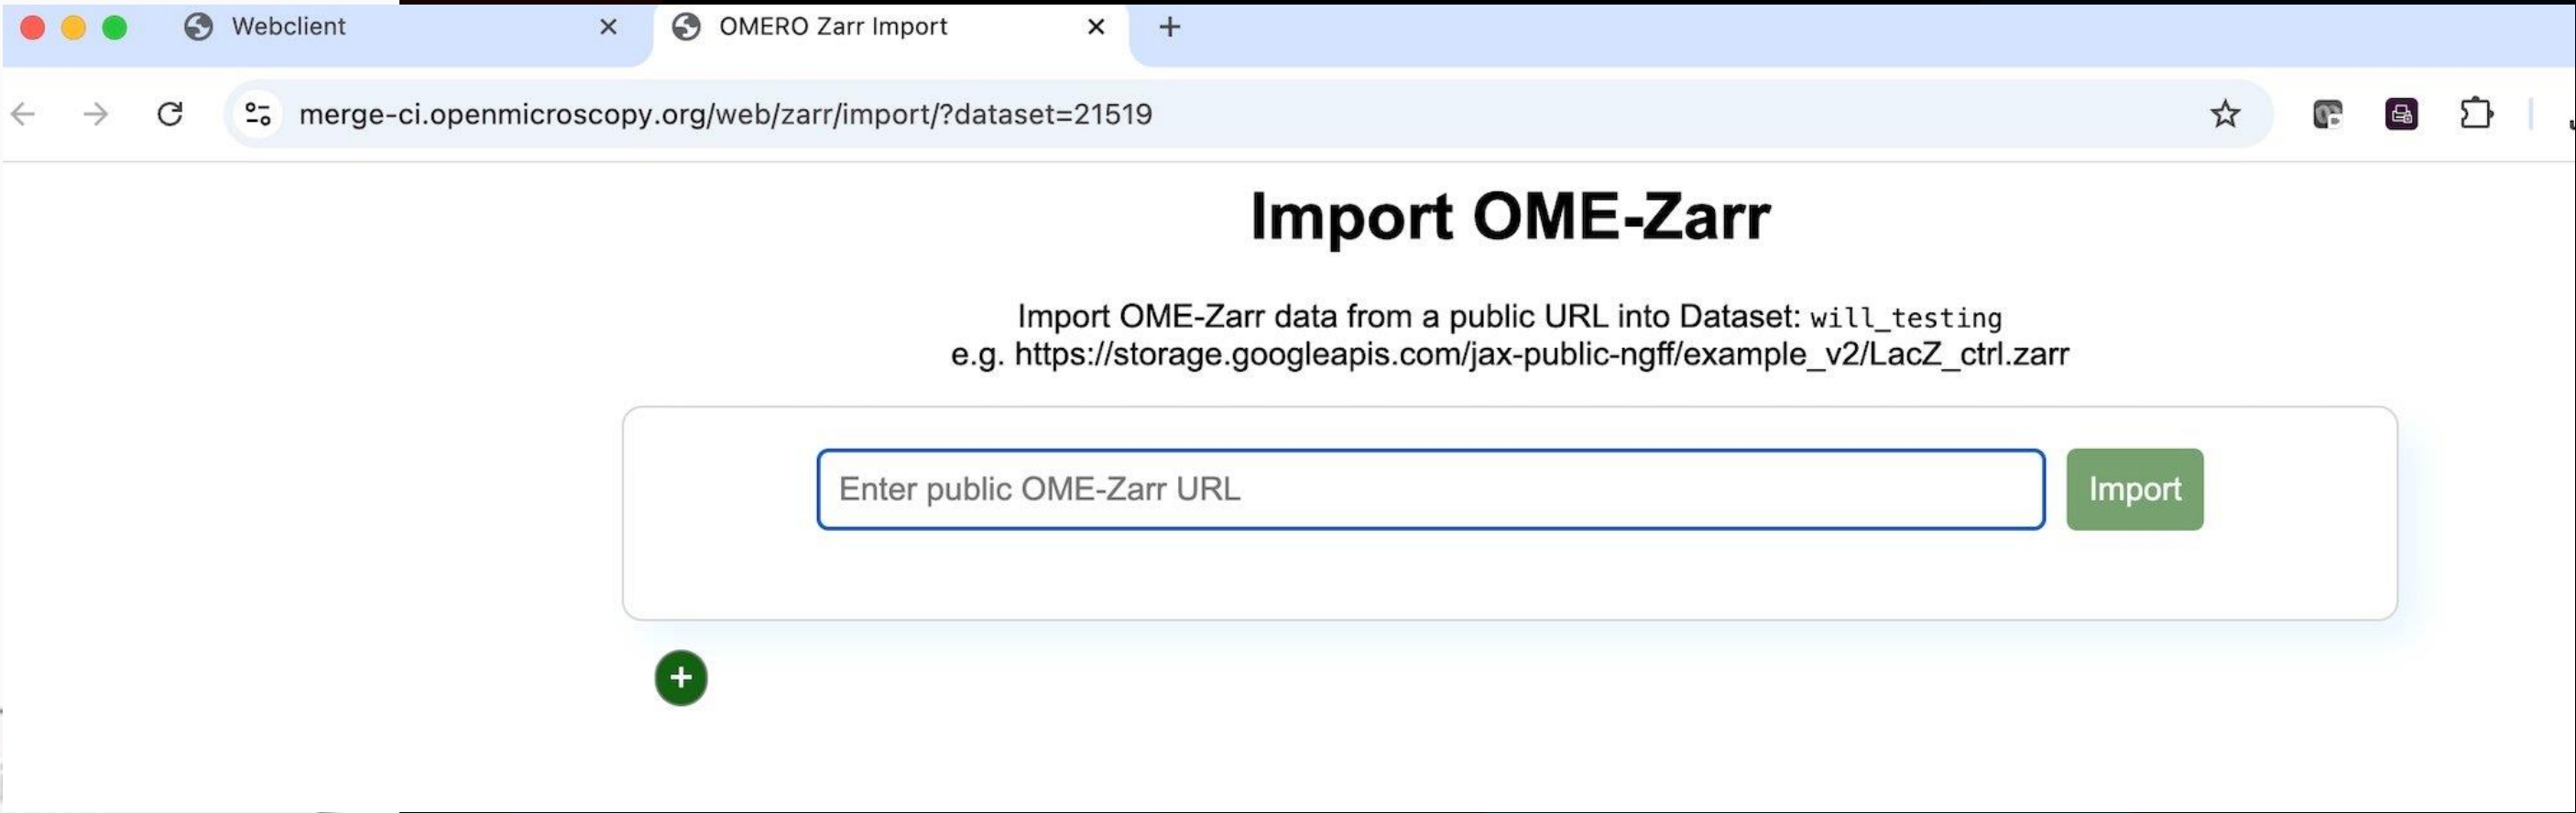 Webclient
OMERO Zarr Import
merge-ci.openmicroscopy.org/web/zarr/import/?dataset=21519
Import OME-Zarr
Import OME-Zarr data from a public URL into Dataset: will_testing
e.g. https://storage.googleapis.com/jax-public-ngff/example_v2/LacZ_ctrl.zarr
Enter public OME-Zarr URL
Import